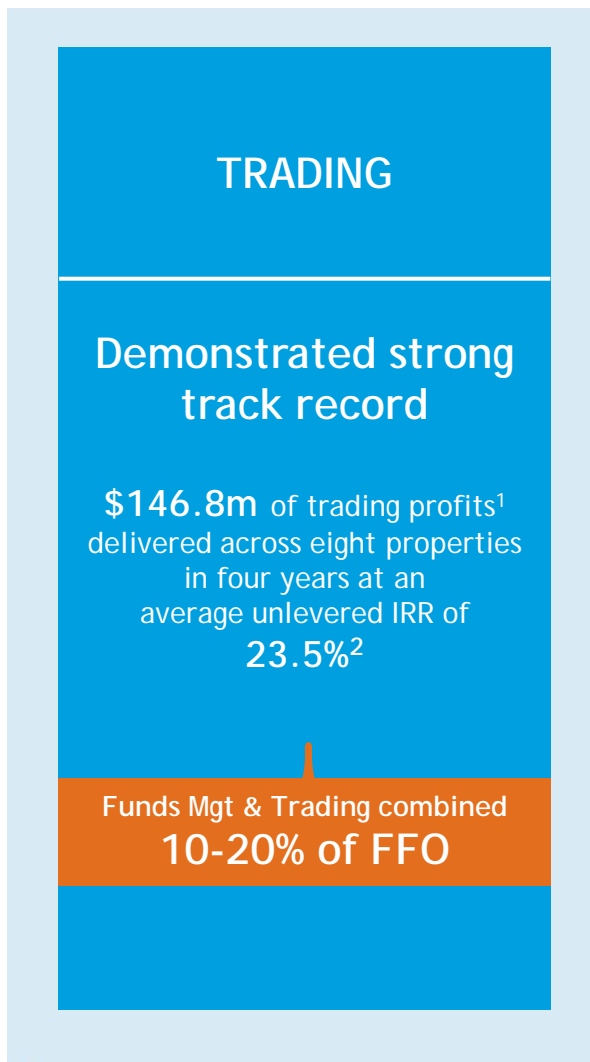 TRADING
Demonstrated strong
track record
$146.8m of trading profits¹
delivered across eight properties
in four years at an
average unlevered IRR of
23.5%²
Funds Mgt & Trading combined
10-20% of FFO